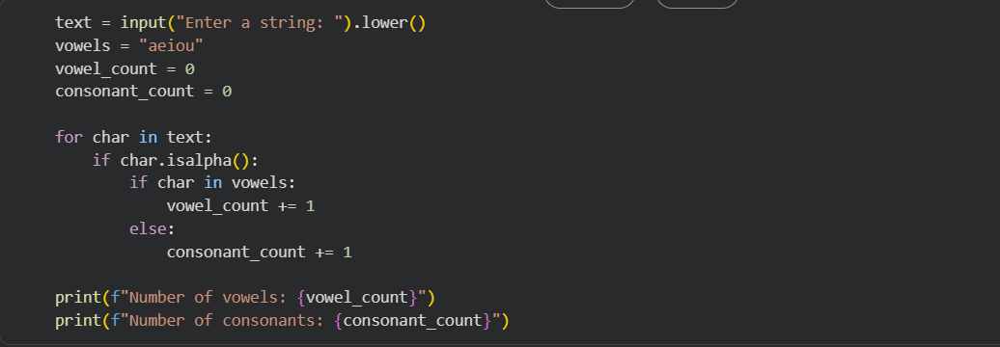 text = input("Enter a string: ").lower()
vowels = "aeiou"
vowel_count = 0
consonant_count = 0

for char in text:
    if char.isalpha():
        if char in vowels:
            vowel_count += 1
        else:
            consonant_count += 1

print(f"Number of vowels: {vowel_count}")
print(f"Number of consonants: {consonant_count}")